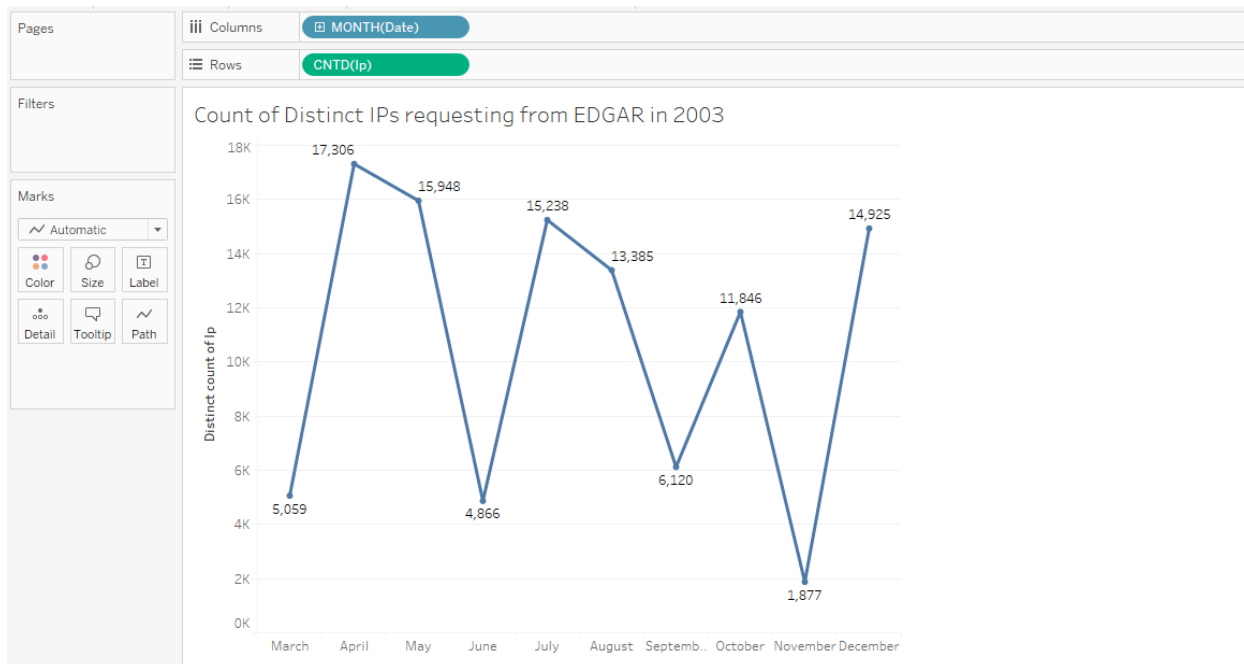 Pages
Columns
MONTH(Date)
Rows
CNTD(Ip)
Filters
Marks
Automatic
Color
Size
Label
Detail
Tooltip
Path
Count of Distinct IPs requesting from EDGAR in 2003
Distinct count of Ip
18K
16K
14K
12K
10K
8K
6K
4K
2K
0K
5,059
17,306
15,948
4,866
15,238
13,385
6,120
11,846
1,877
14,925
March April May June July August Septemb.. October November December